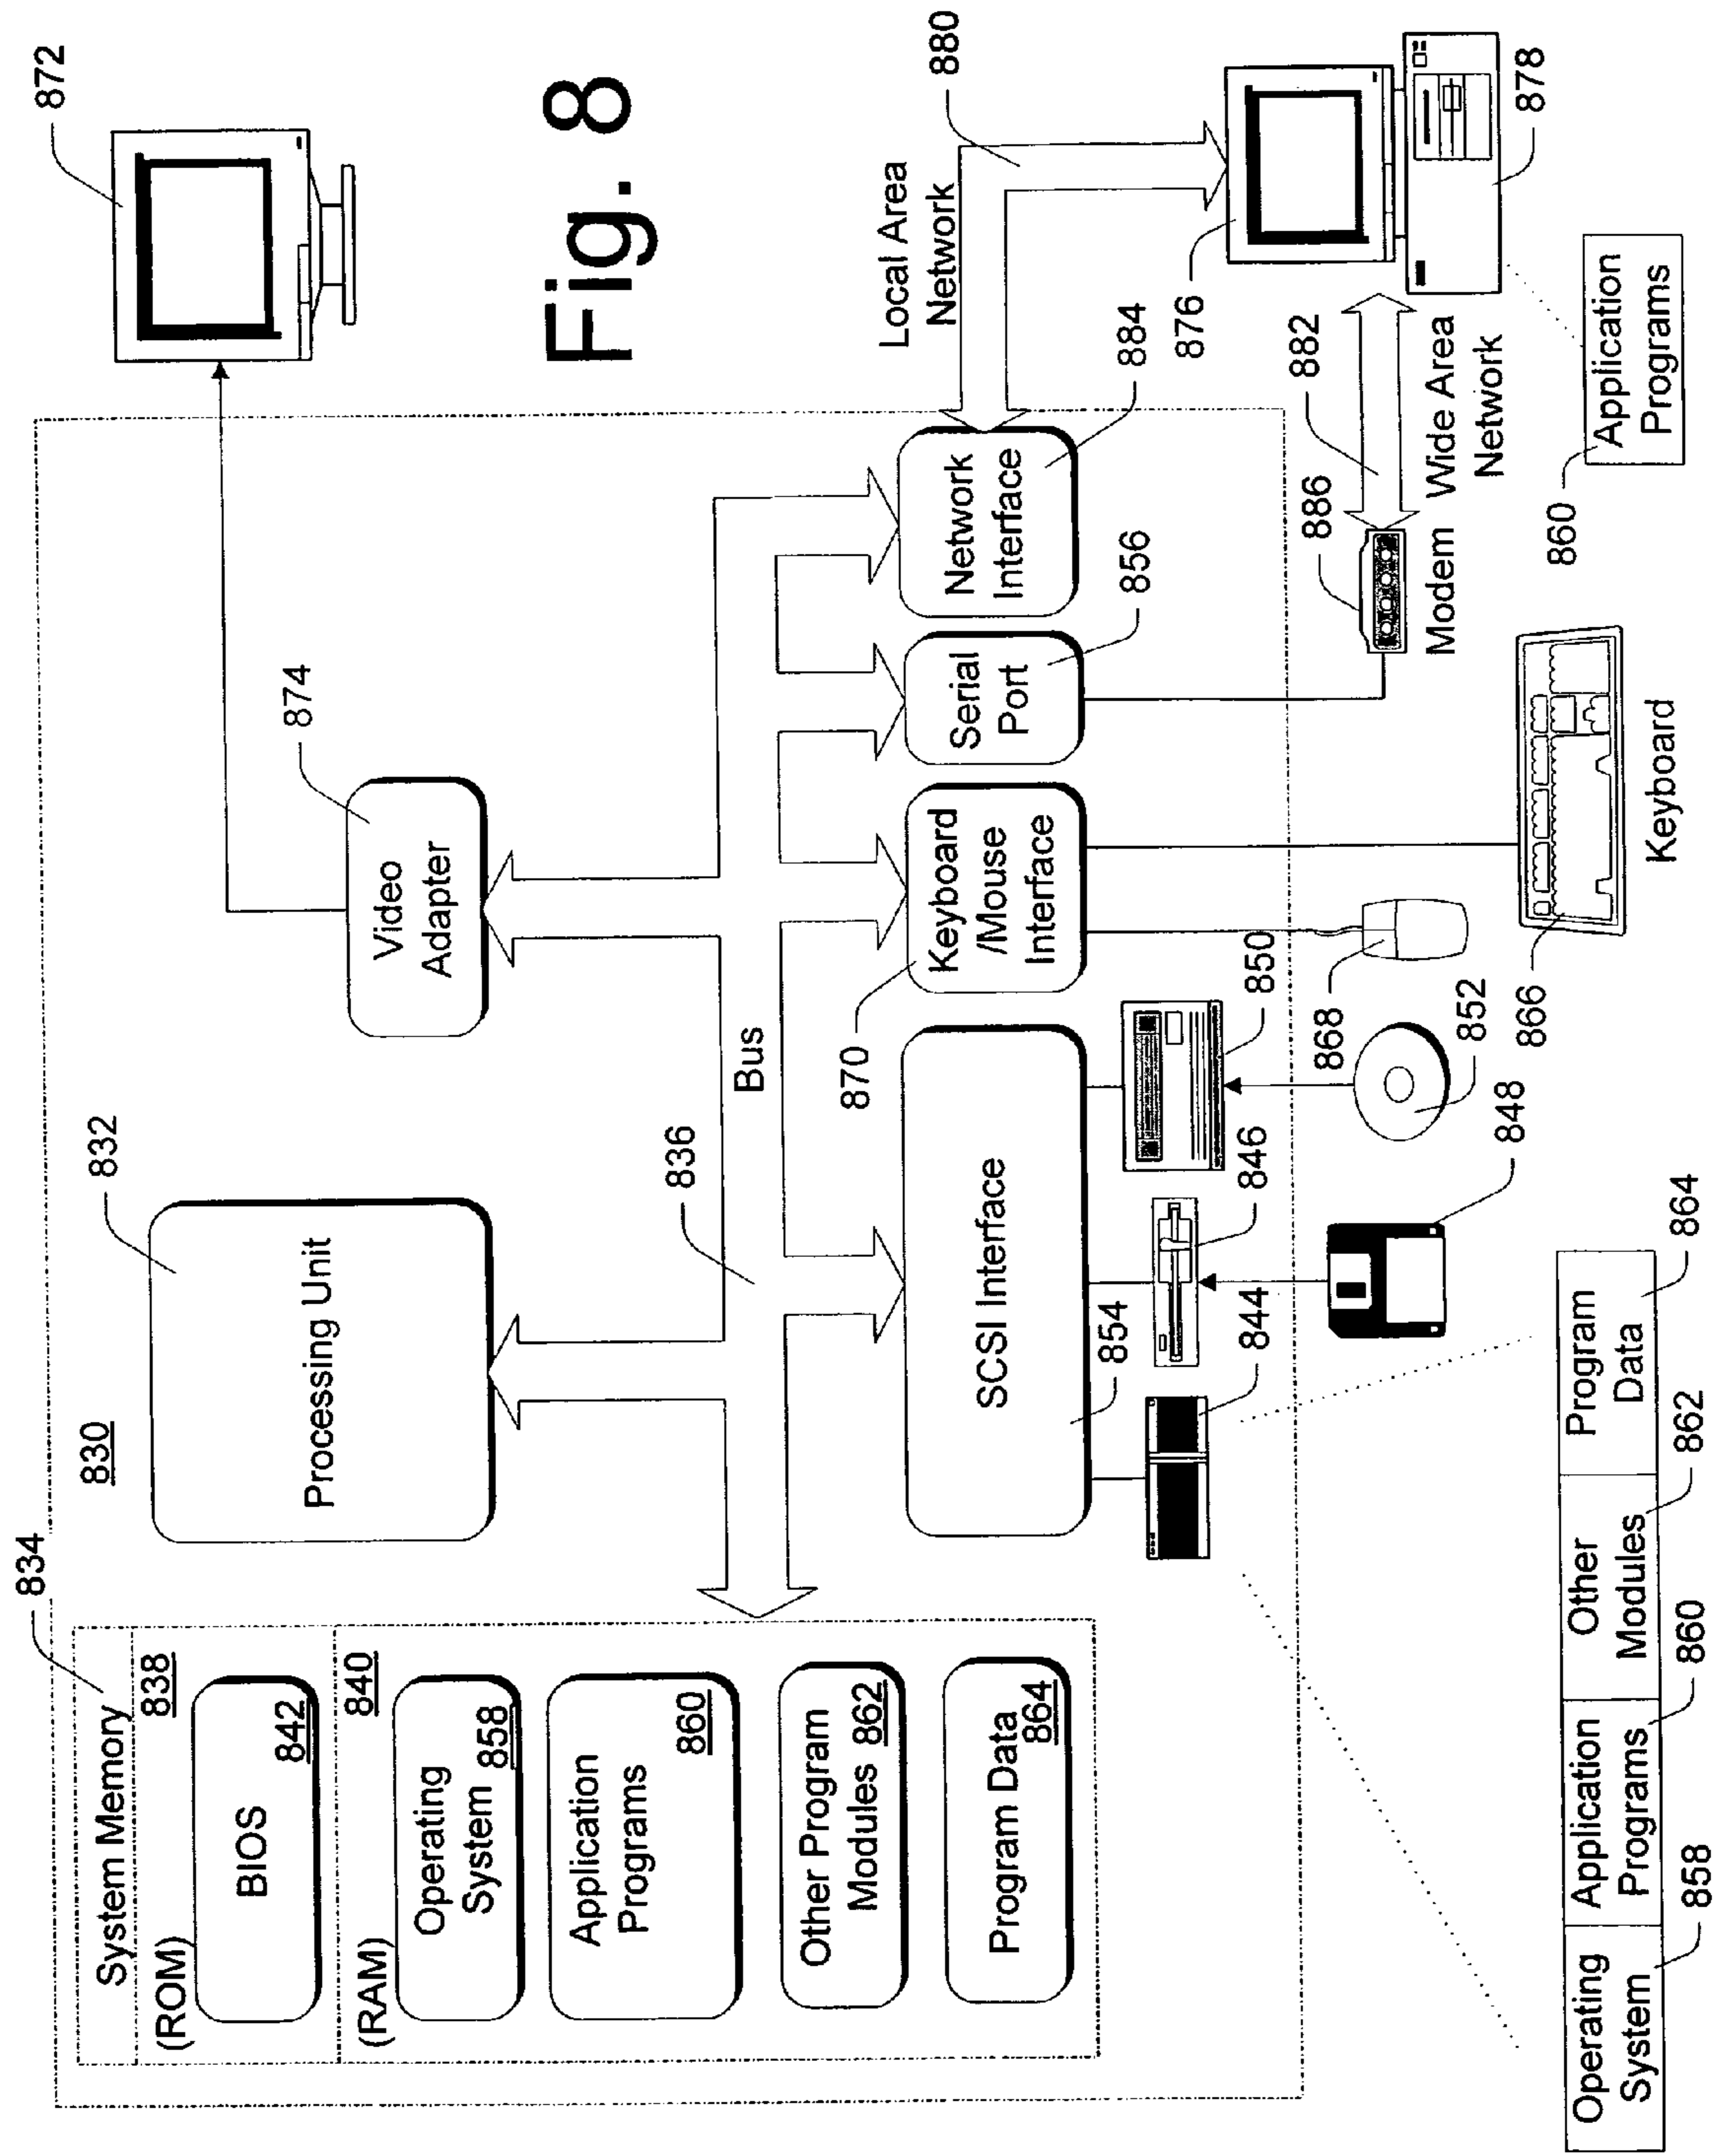 834
System Memory
(ROM) 838
BIOS
842
(RAM) 840
Operating
System 858
Application
Programs 860
Other Program
Modules 862
Program Data
864
830
832
Processing Unit
836
Bus
874
Video
Adapter
872
Fig. 8
SCSI Interface
854
870
Keyboard
/Mouse
Interface
Serial
Port
856
Network
Interface
884
Local Area
Network
880
844
846
850
848
852
868
866
Keyboard
886
Modem
882
Wide Area
Network
876
878
860
Application
Programs
Operating
System
858
Application
Programs
860
Other
Modules
862
Program
Data
864